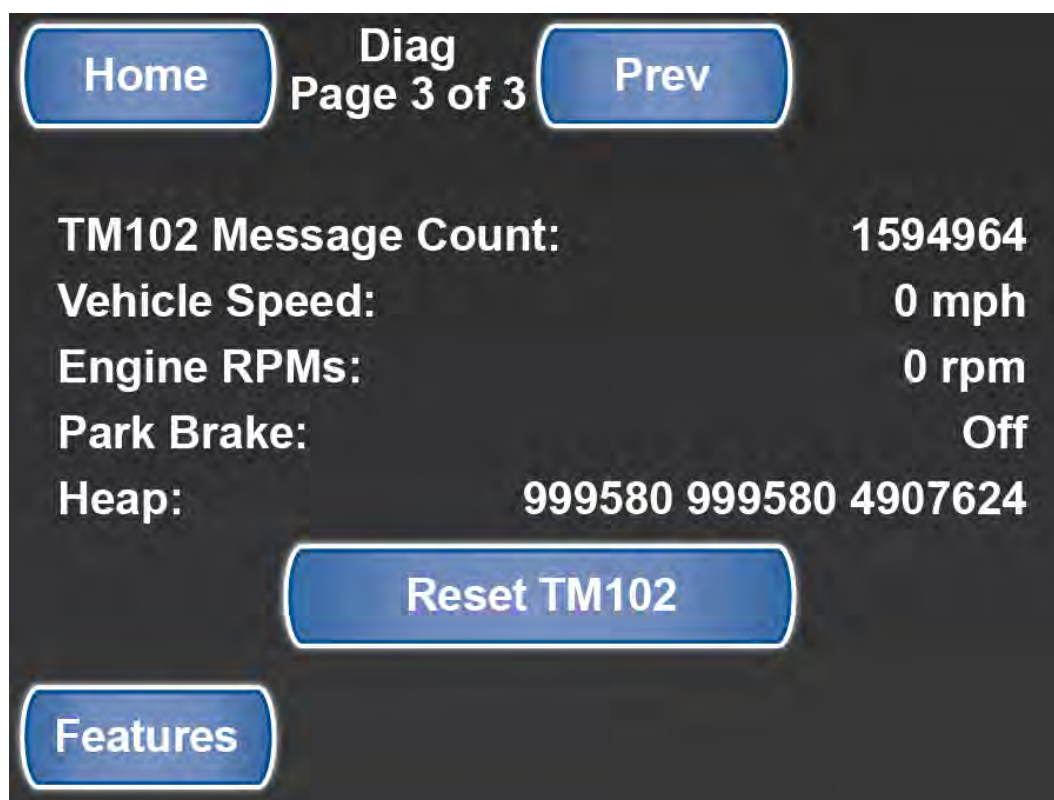 Home
Diag
Page 3 of 3
Prev
TM102 Message Count: 1594964
Vehicle Speed: 0 mph
Engine RPMs: 0 rpm
Park Brake: Off
Heap: 999580 999580 4907624
Reset TM102
Features